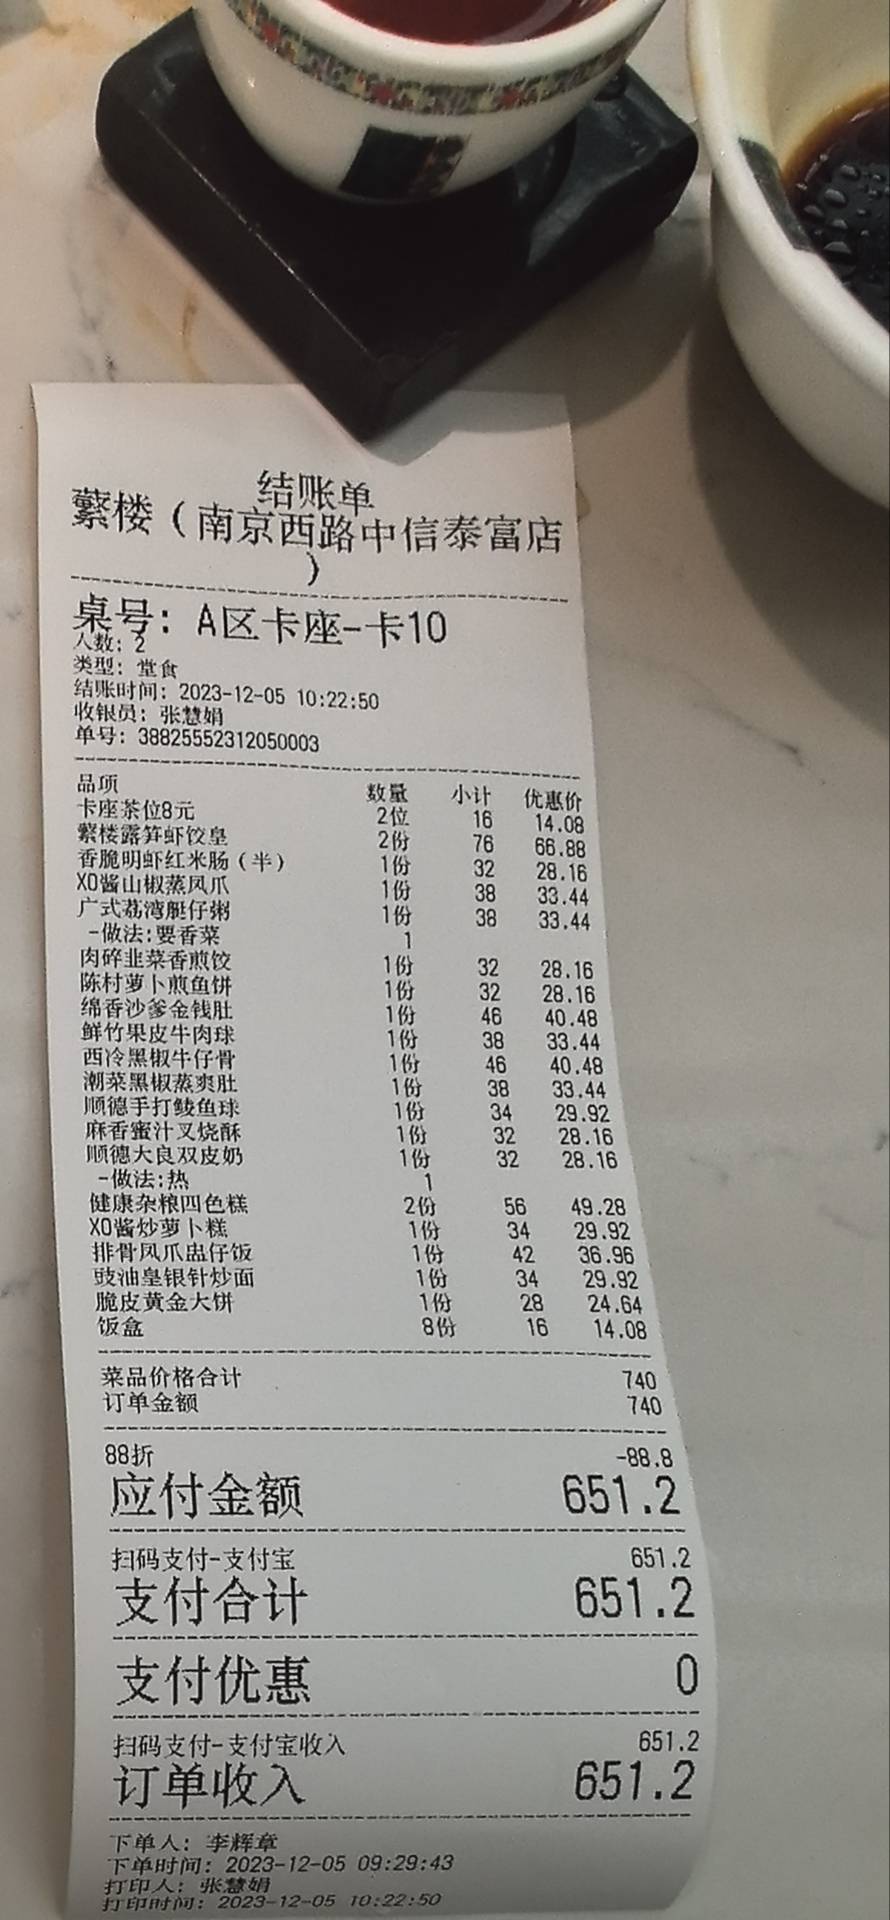 结账单
蘩楼（南京西路中信泰富店
）
桌号: A区卡座-卡10
人数: 2
类型: 堂食
结账时间: 2023-12-05 10:22:50
收银员: 张慧娟
单号: 38825552312050003
品项 数量 小计 优惠价
卡座茶位8元 2位 16 14.08
蘩楼露笋虾饺皇 2份 76 66.88
香脆明虾红米肠（半） 1份 32 28.16
XO酱山椒蒸凤爪 1份 38 33.44
广式荔湾艇仔粥 1份 38 33.44
-做法:要香菜 1
肉碎韭菜香煎饺 1份 32 28.16
陈村萝卜煎鱼饼 1份 32 28.16
绵香沙爹金钱肚 1份 46 40.48
鲜竹果皮牛肉球 1份 38 33.44
西冷黑椒牛仔骨 1份 46 40.48
潮菜黑椒蒸爽肚 1份 38 33.44
顺德手打鲮鱼球 1份 34 29.92
麻香蜜汁叉烧酥 1份 32 28.16
顺德大良双皮奶 1份 32 28.16
-做法:热 1
健康杂粮四色糕 2份 56 49.28
XO酱炒萝卜糕 1份 34 29.92
排骨凤爪盅仔饭 1份 42 36.96
豉油皇银针炒面 1份 34 29.92
脆皮黄金大饼 1份 28 24.64
饭盒 8份 16 14.08
菜品价格合计 740
订单金额 740
88折 -88.8
应付金额 651.2
扫码支付-支付宝 651.2
支付合计 651.2
支付优惠 0
扫码支付-支付宝收入 651.2
订单收入 651.2
下单人: 李辉章
下单时间: 2023-12-05 09:29:43
打印人: 张慧娟
打印时间: 2023-12-05 10:22:50